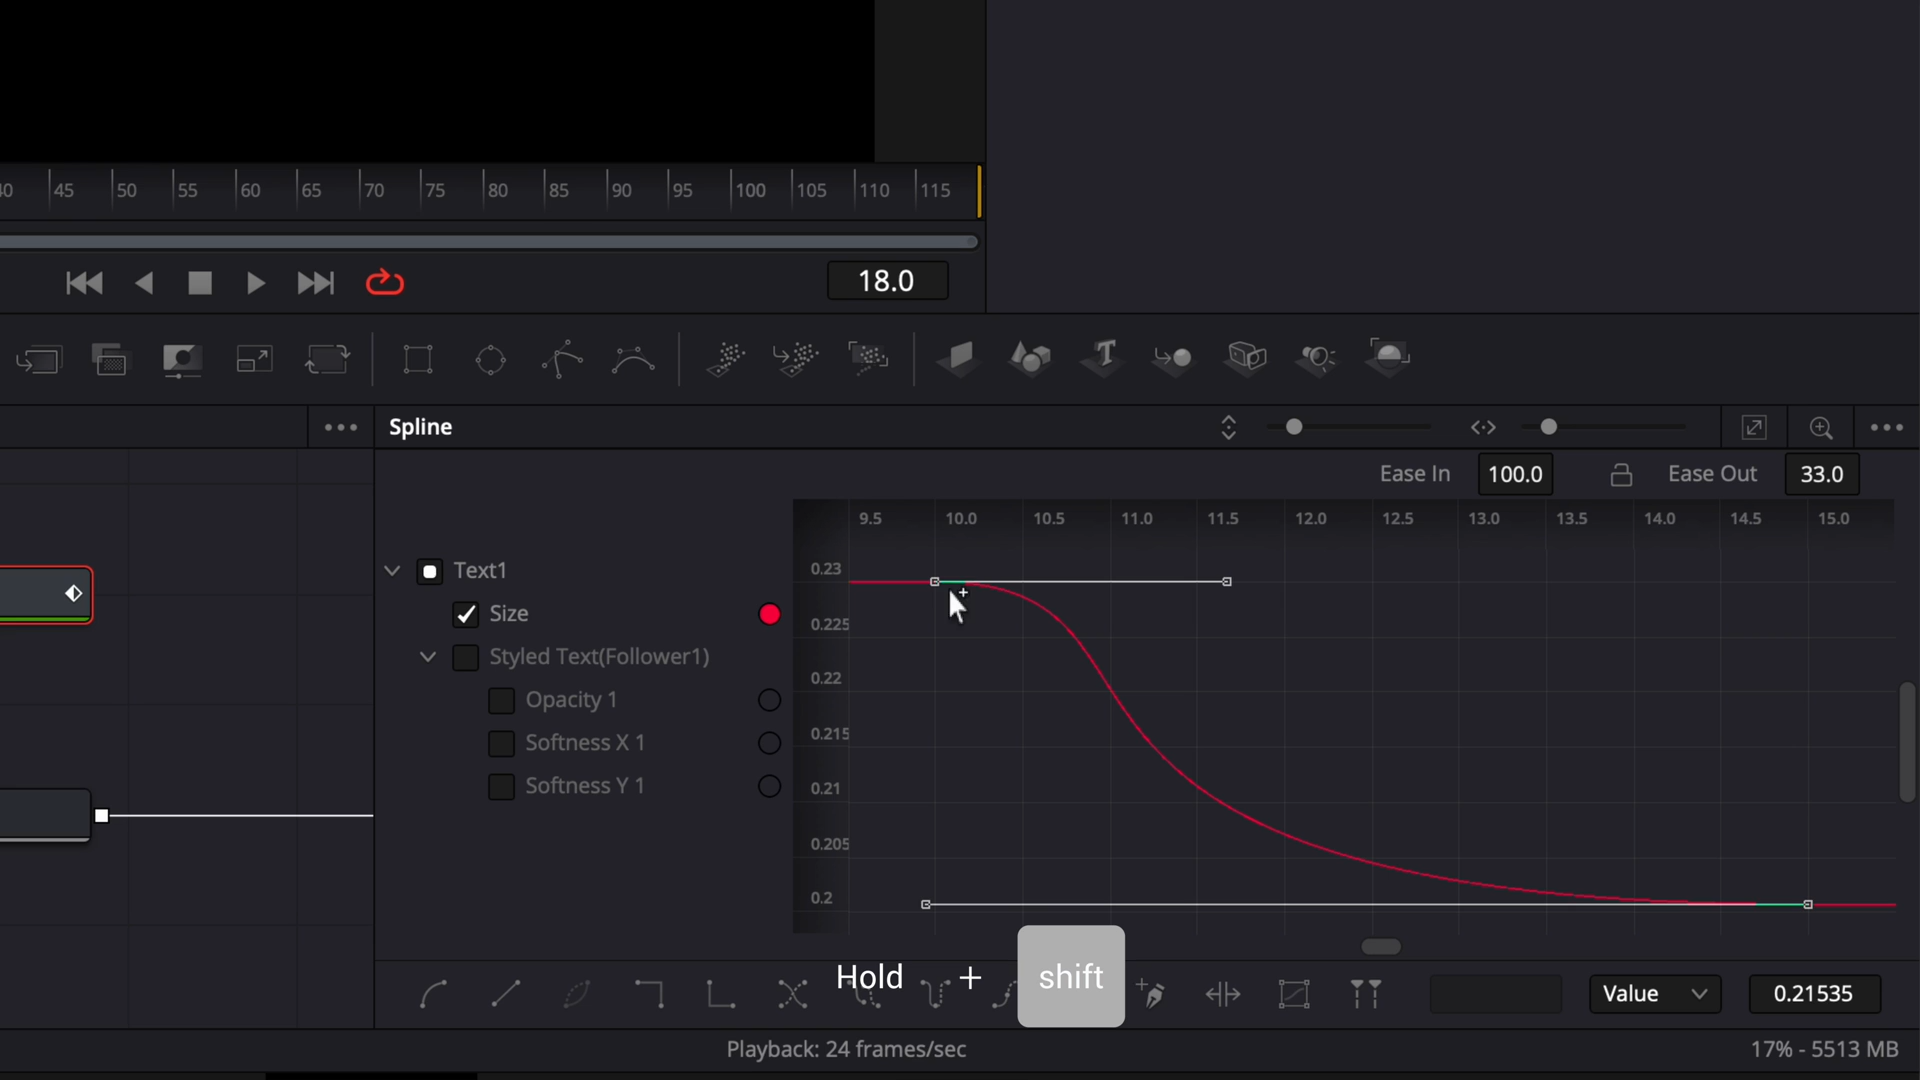 40 45 50 55 60 65 70 75 80 85 90 95 100 105 110 115
18.0
Spline
Ease In 100.0 Ease Out 33.0
9.5 10.0 10.5 11.0 11.5 12.0 12.5 13.0 13.5 14.0 14.5 15.0
Text1
Size
Styled Text(Follower1)
Opacity 1
Softness X 1
Softness Y 1
0.23
0.225
0.22
0.215
0.21
0.205
0.2
Hold + shift
Value 0.21535
Playback: 24 frames/sec
17% - 5513 MB